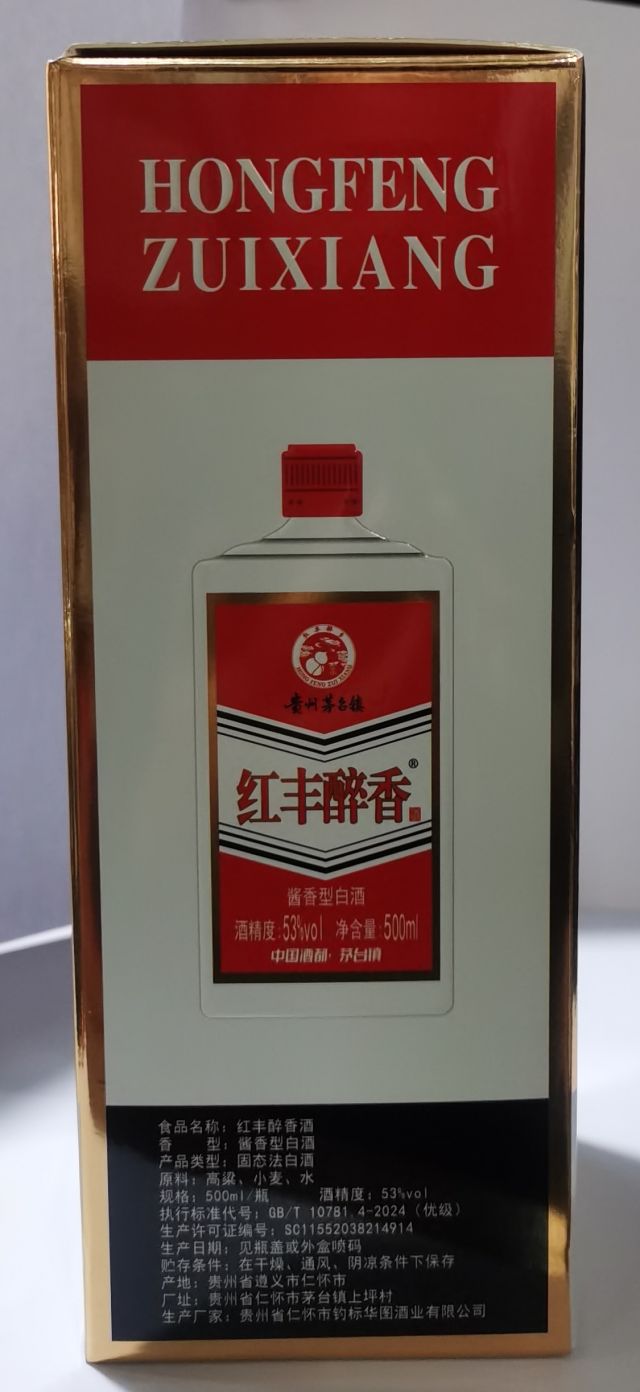 HONGFENG
ZUIXIANG
HONG FENG ZUI XIANG
贵州茅台镇
红丰醉香®
酱香型白酒
酒精度:53%vol 净含量:500ml
中国酒都·茅台镇
食品名称：红丰醉香酒
香 型：酱香型白酒
产品类型：固态法白酒
原料：高粱、小麦、水
规格：500ml/瓶 酒精度：53%vol
执行标准代号：GB/T 10781.4-2024（优级）
生产许可证编号：SC11552038214914
生产日期：见瓶盖或外盒喷码
贮存条件：在干燥、通风、阴凉条件下保存
产地：贵州省遵义市仁怀市
厂址：贵州省仁怀市茅台镇上坪村
生产厂家：贵州省仁怀市钓标华图酒业有限公司